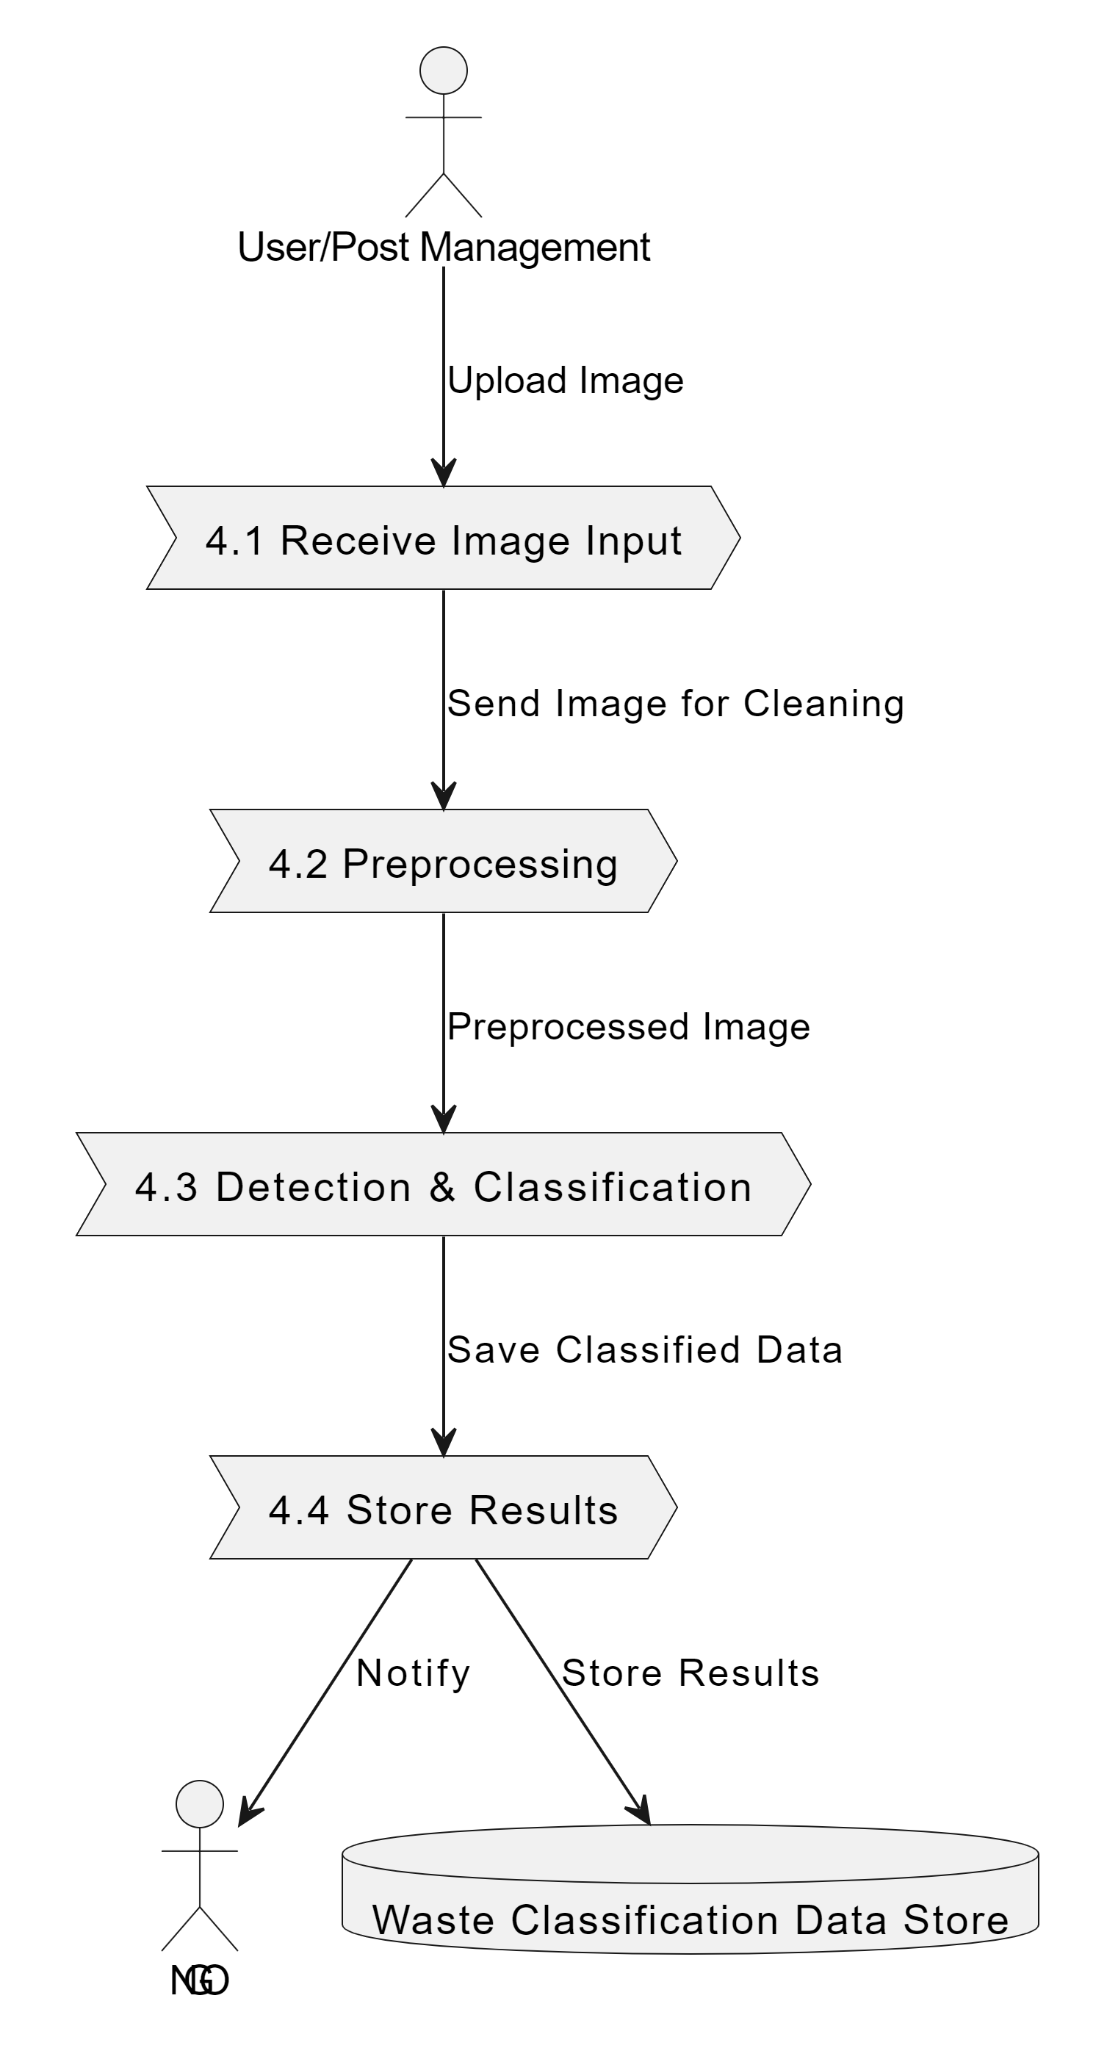 User/Post Management
Upload Image
4.1 Receive Image Input
Send Image for Cleaning
4.2 Preprocessing
Preprocessed Image
4.3 Detection & Classification
Save Classified Data
4.4 Store Results
Notify
Store Results
Waste Classification Data Store
NGO